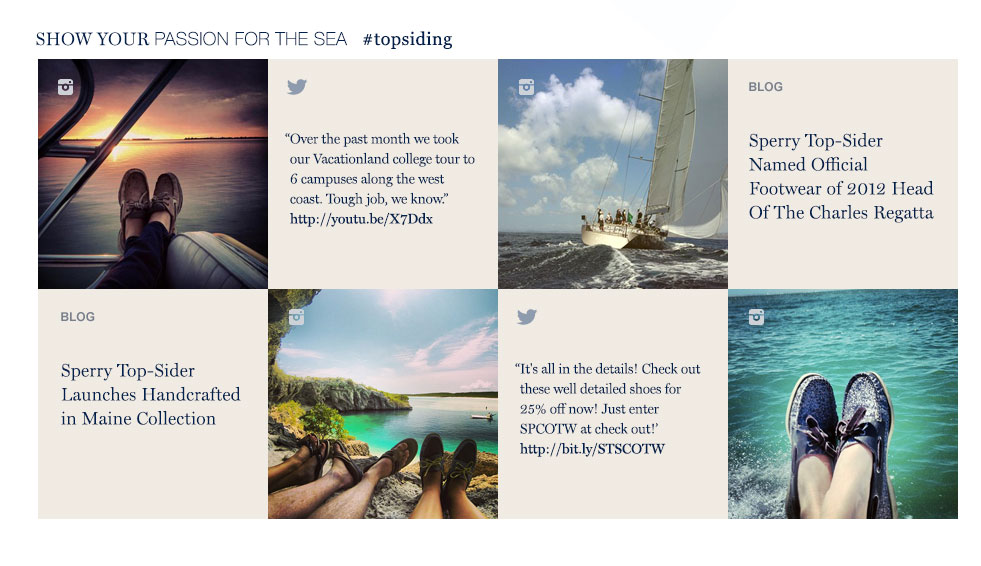 SHOW YOUR PASSION FOR THE SEA #topsiding
“Over the past month we took
our Vacationland college tour to
6 campuses along the west
coast. Tough job, we know.”
http://youtu.be/X7Ddx
BLOG
Sperry Top-Sider
Named Official
Footwear of 2012 Head
Of The Charles Regatta
BLOG
Sperry Top-Sider
Launches Handcrafted
in Maine Collection
“It's all in the details! Check out
these well detailed shoes for
25% off now! Just enter
SPCOTW at check out!’
http://bit.ly/STSCOTW